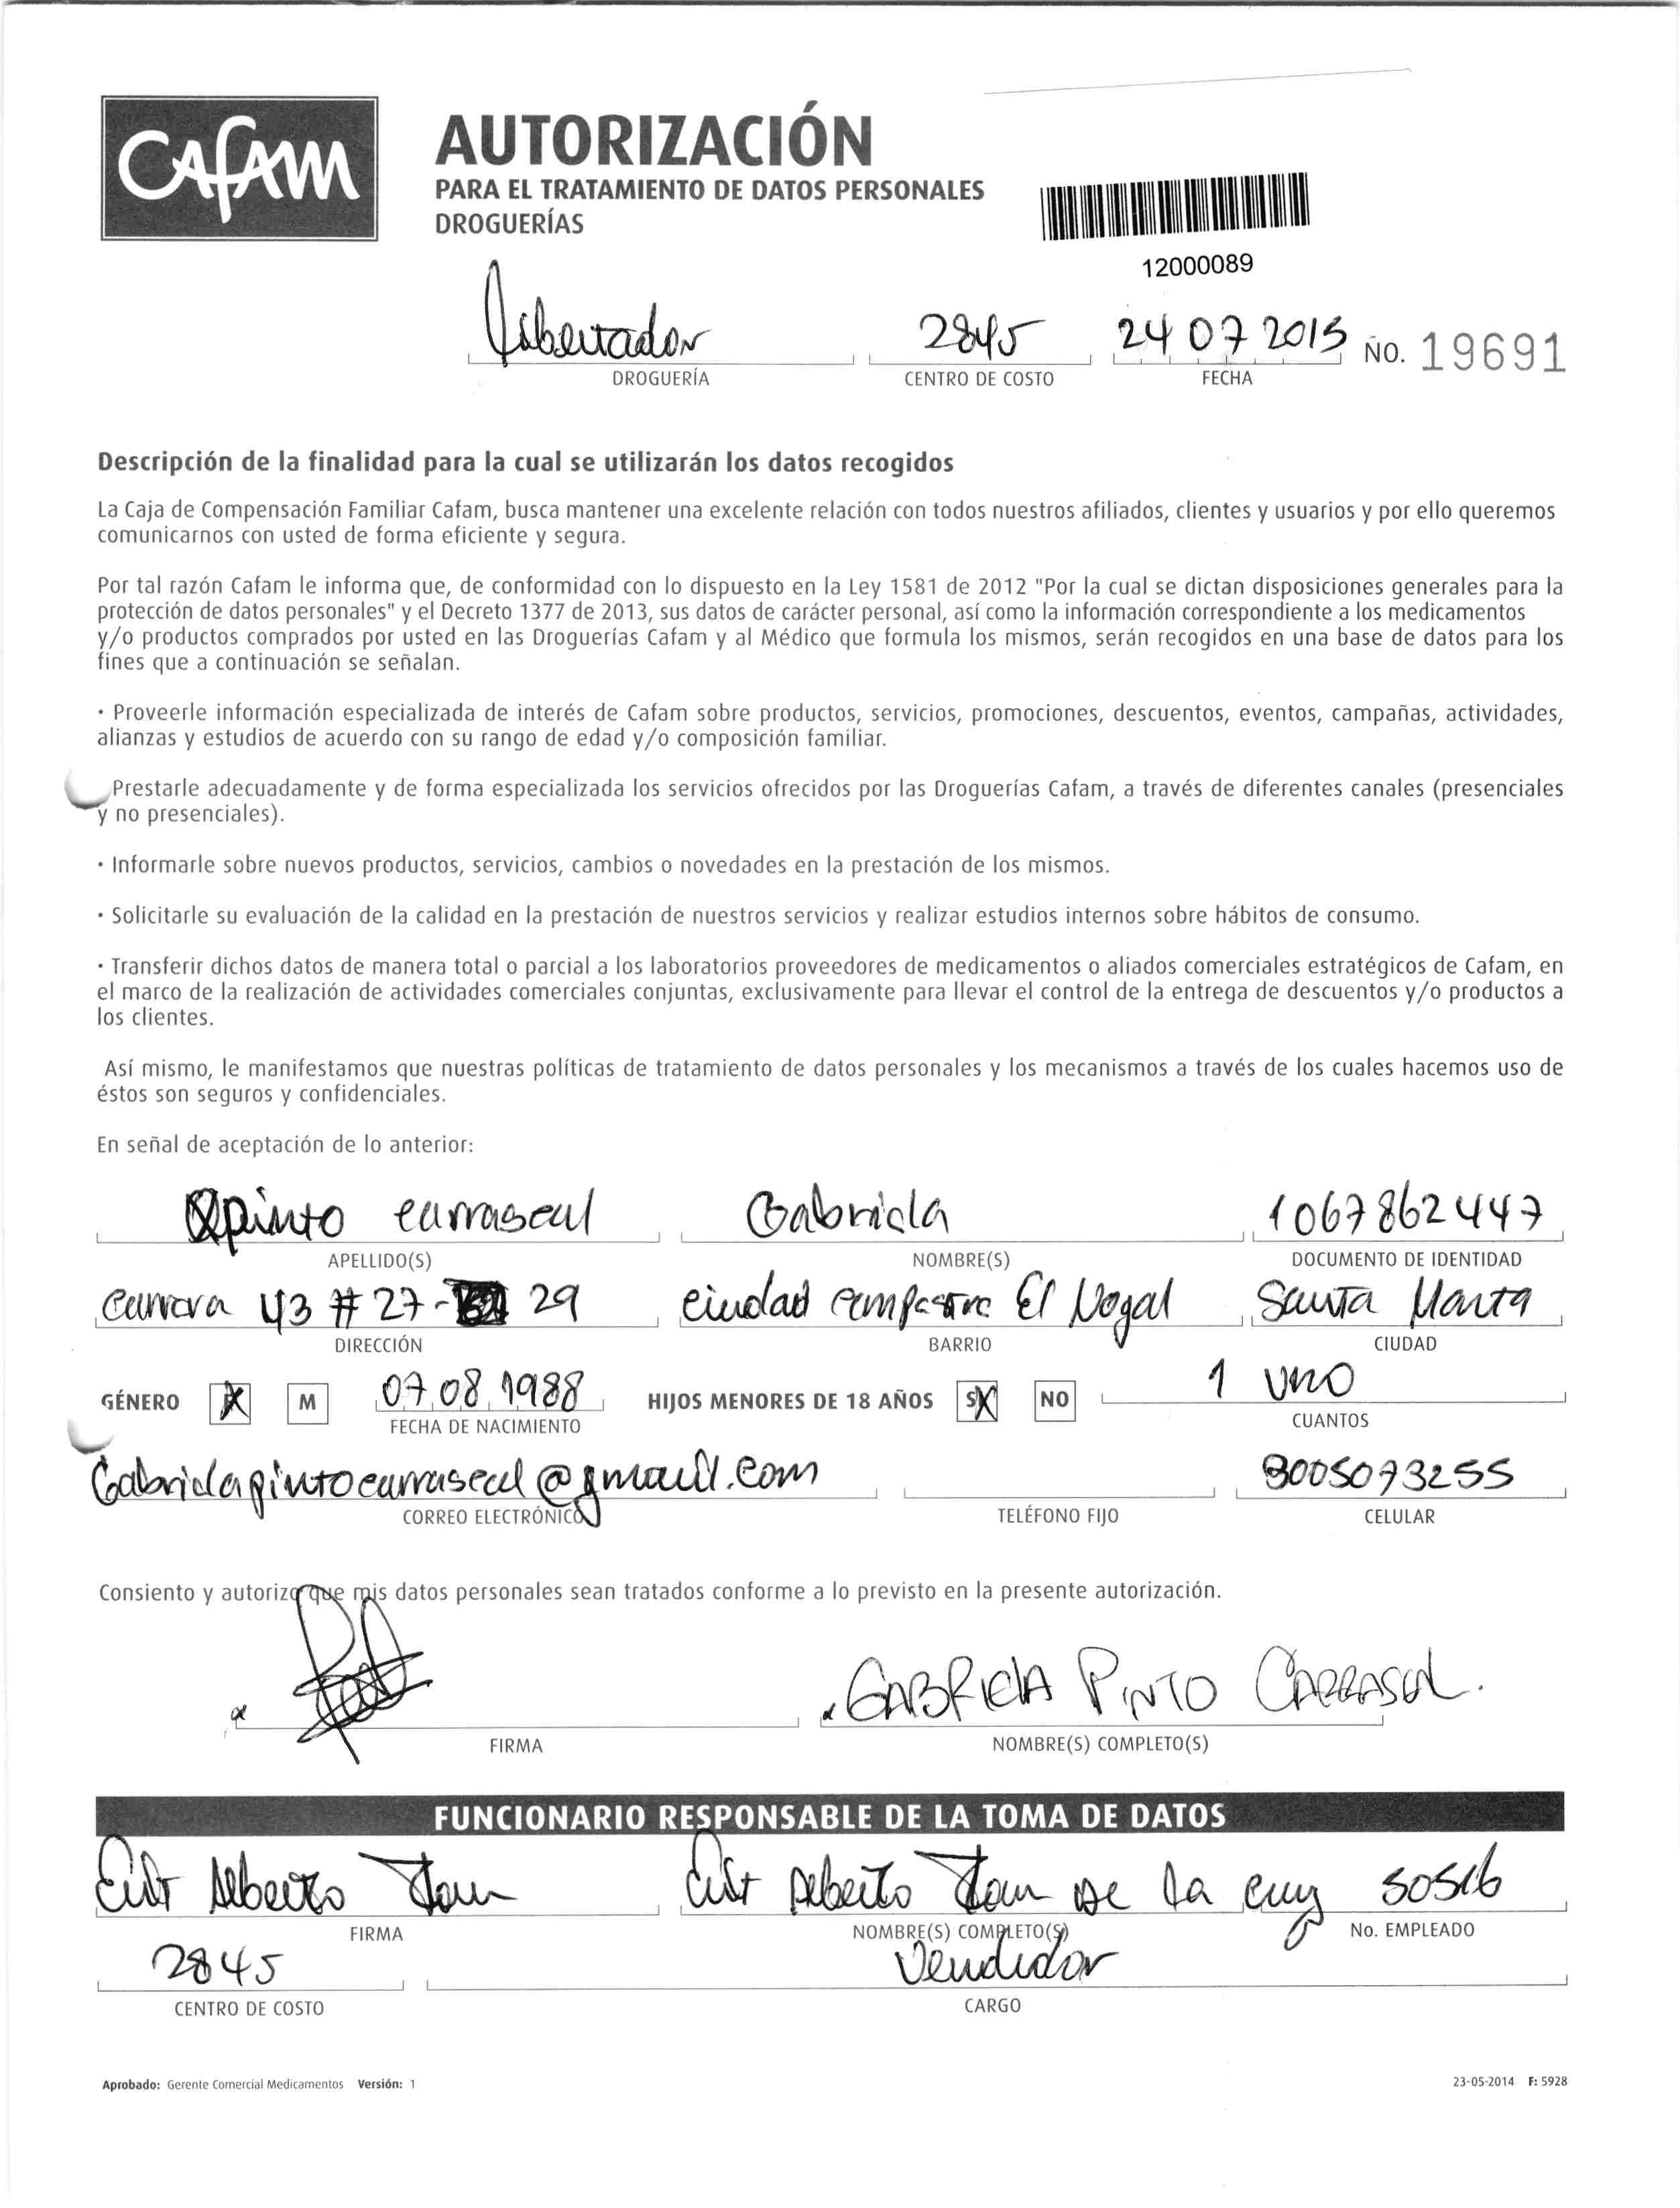 Cafam
AUTORIZACIÓN
PARA EL TRATAMIENTO DE DATOS PERSONALES
DROGUERÍAS
12000089
Libertador 2845 24 07 2015 No. 19691
DROGUERÍA CENTRO DE COSTO FECHA
Descripción de la finalidad para la cual se utilizarán los datos recogidos
La Caja de Compensación Familiar Cafam, busca mantener una excelente relación con todos nuestros afiliados, clientes y usuarios y por ello queremos
comunicarnos con usted de forma eficiente y segura.
Por tal razón Cafam le informa que, de conformidad con lo dispuesto en la Ley 1581 de 2012 "Por la cual se dictan disposiciones generales para la
protección de datos personales" y el Decreto 1377 de 2013, sus datos de carácter personal, así como la información correspondiente a los medicamentos
y/o productos comprados por usted en las Droguerías Cafam y al Médico que formula los mismos, serán recogidos en una base de datos para los
fines que a continuación se señalan.
· Proveerle información especializada de interés de Cafam sobre productos, servicios, promociones, descuentos, eventos, campañas, actividades,
alianzas y estudios de acuerdo con su rango de edad y/o composición familiar.
Prestarle adecuadamente y de forma especializada los servicios ofrecidos por las Droguerías Cafam, a través de diferentes canales (presenciales
y no presenciales).
· Informarle sobre nuevos productos, servicios, cambios o novedades en la prestación de los mismos.
· Solicitarle su evaluación de la calidad en la prestación de nuestros servicios y realizar estudios internos sobre hábitos de consumo.
· Transferir dichos datos de manera total o parcial a los laboratorios proveedores de medicamentos o aliados comerciales estratégicos de Cafam, en
el marco de la realización de actividades comerciales conjuntas, exclusivamente para llevar el control de la entrega de descuentos y/o productos a
los clientes.
Así mismo, le manifestamos que nuestras políticas de tratamiento de datos personales y los mecanismos a través de los cuales hacemos uso de
éstos son seguros y confidenciales.
En señal de aceptación de lo anterior:
pinto carrascal Gabriela 1067862447
APELLIDO(S) NOMBRE(S) DOCUMENTO DE IDENTIDAD
carrera 43 # 27- 29 ciudad campestre El Nogal Santa Marta
DIRECCIÓN BARRIO CIUDAD
GÉNERO F M 07 08 1988 HIJOS MENORES DE 18 AÑOS SI NO 1 uno
FECHA DE NACIMIENTO CUANTOS
Gabrielapintocarrascal@gmail.com 3005073255
CORREO ELECTRÓNICO TELÉFONO FIJO CELULAR
Consiento y autorizo que mis datos personales sean tratados conforme a lo previsto en la presente autorización.
GABRIELA PINTO CARRASCAL.
FIRMA NOMBRE(S) COMPLETO(S)
FUNCIONARIO RESPONSABLE DE LA TOMA DE DATOS
Alberto Alberto de la cruz
FIRMA NOMBRE(S) COMPLETO(S) No. EMPLEADO
2845 Vendedor
CENTRO DE COSTO CARGO
Aprobado: Gerente Comercial Medicamentos Versión: 1 23-05-2014 F: 5928